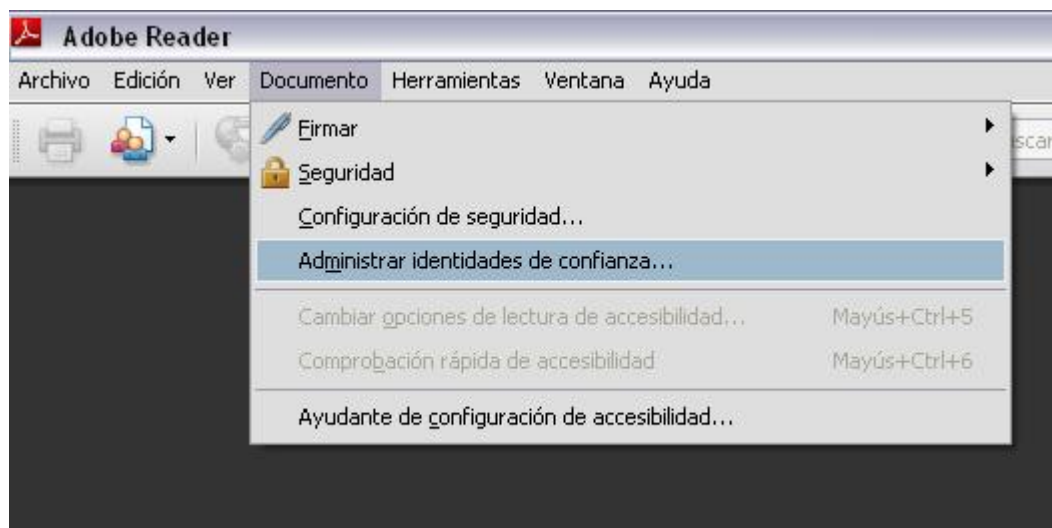 Adobe Reader
Archivo Edición Ver Documento Herramientas Ventana Ayuda
Firmar
Seguridad
Configuración de seguridad...
Administrar identidades de confianza...
Cambiar opciones de lectura de accesibilidad... Mayús+Ctrl+5
Comprobación rápida de accesibilidad Mayús+Ctrl+6
Ayudante de configuración de accesibilidad...